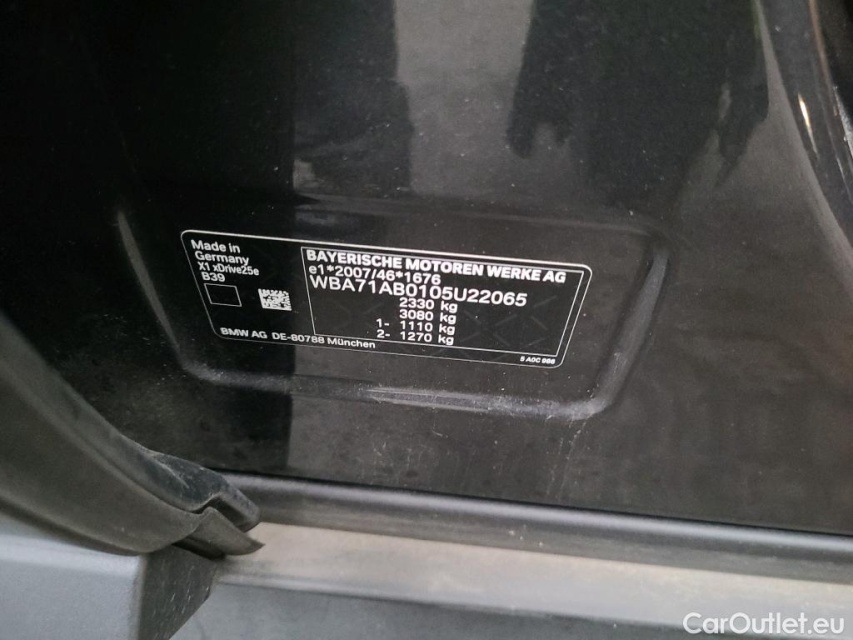 Made in
Germany
X1 xDrive25e
B39
BAYERISCHE MOTOREN WERKE AG
e1*2007/46*1676
WBA71AB0105U22065
2330 kg
3080 kg
1- 1110 kg
2- 1270 kg
BMW AG DE-80788 München
5 A0C 996
CarOutlet.eu